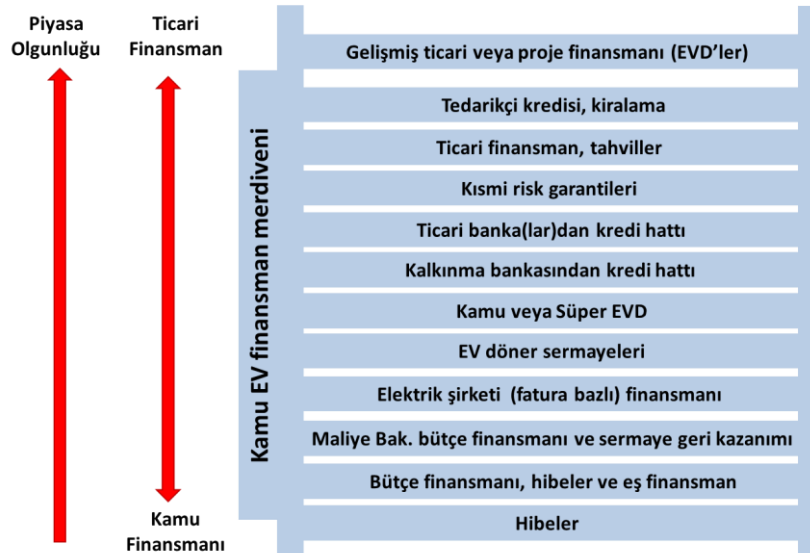 Piyasa
Olgunluğu
Ticari
Finansman
Kamu
Finansmanı
Kamu EV finansman merdiveni
Gelişmiş ticari veya proje finansmanı (EVD’ler)
Tedarikçi kredisi, kiralama
Ticari finansman, tahviller
Kısmi risk garantileri
Ticari banka(lar)dan kredi hattı
Kalkınma bankasından kredi hattı
Kamu veya Süper EVD
EV döner sermayeleri
Elektrik şirketi (fatura bazlı) finansmanı
Maliye Bak. bütçe finansmanı ve sermaye geri kazanımı
Bütçe finansmanı, hibeler ve eş finansman
Hibeler